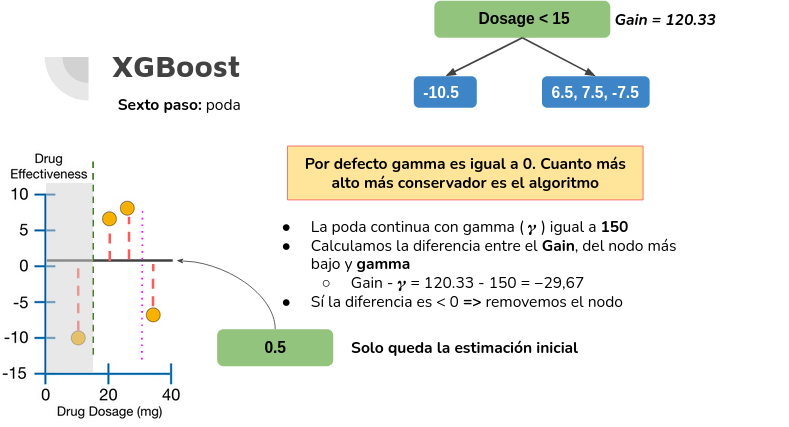 Dosage < 15
Gain = 120.33
-10.5
6.5, 7.5, -7.5
XGBoost
Sexto paso: poda
Por defecto gamma es igual a 0. Cuanto más
alto más conservador es el algoritmo
Drug
Effectiveness
10
5
0
-5
-10
-15
0
20
40
Drug Dosage (mg)
● La poda continua con gamma ( γ ) igual a 150
● Calculamos la diferencia entre el Gain, del nodo más
bajo y gamma
○ Gain - γ = 120.33 - 150 = −29,67
● Sí la diferencia es < 0 => removemos el nodo
0.5
Solo queda la estimación inicial